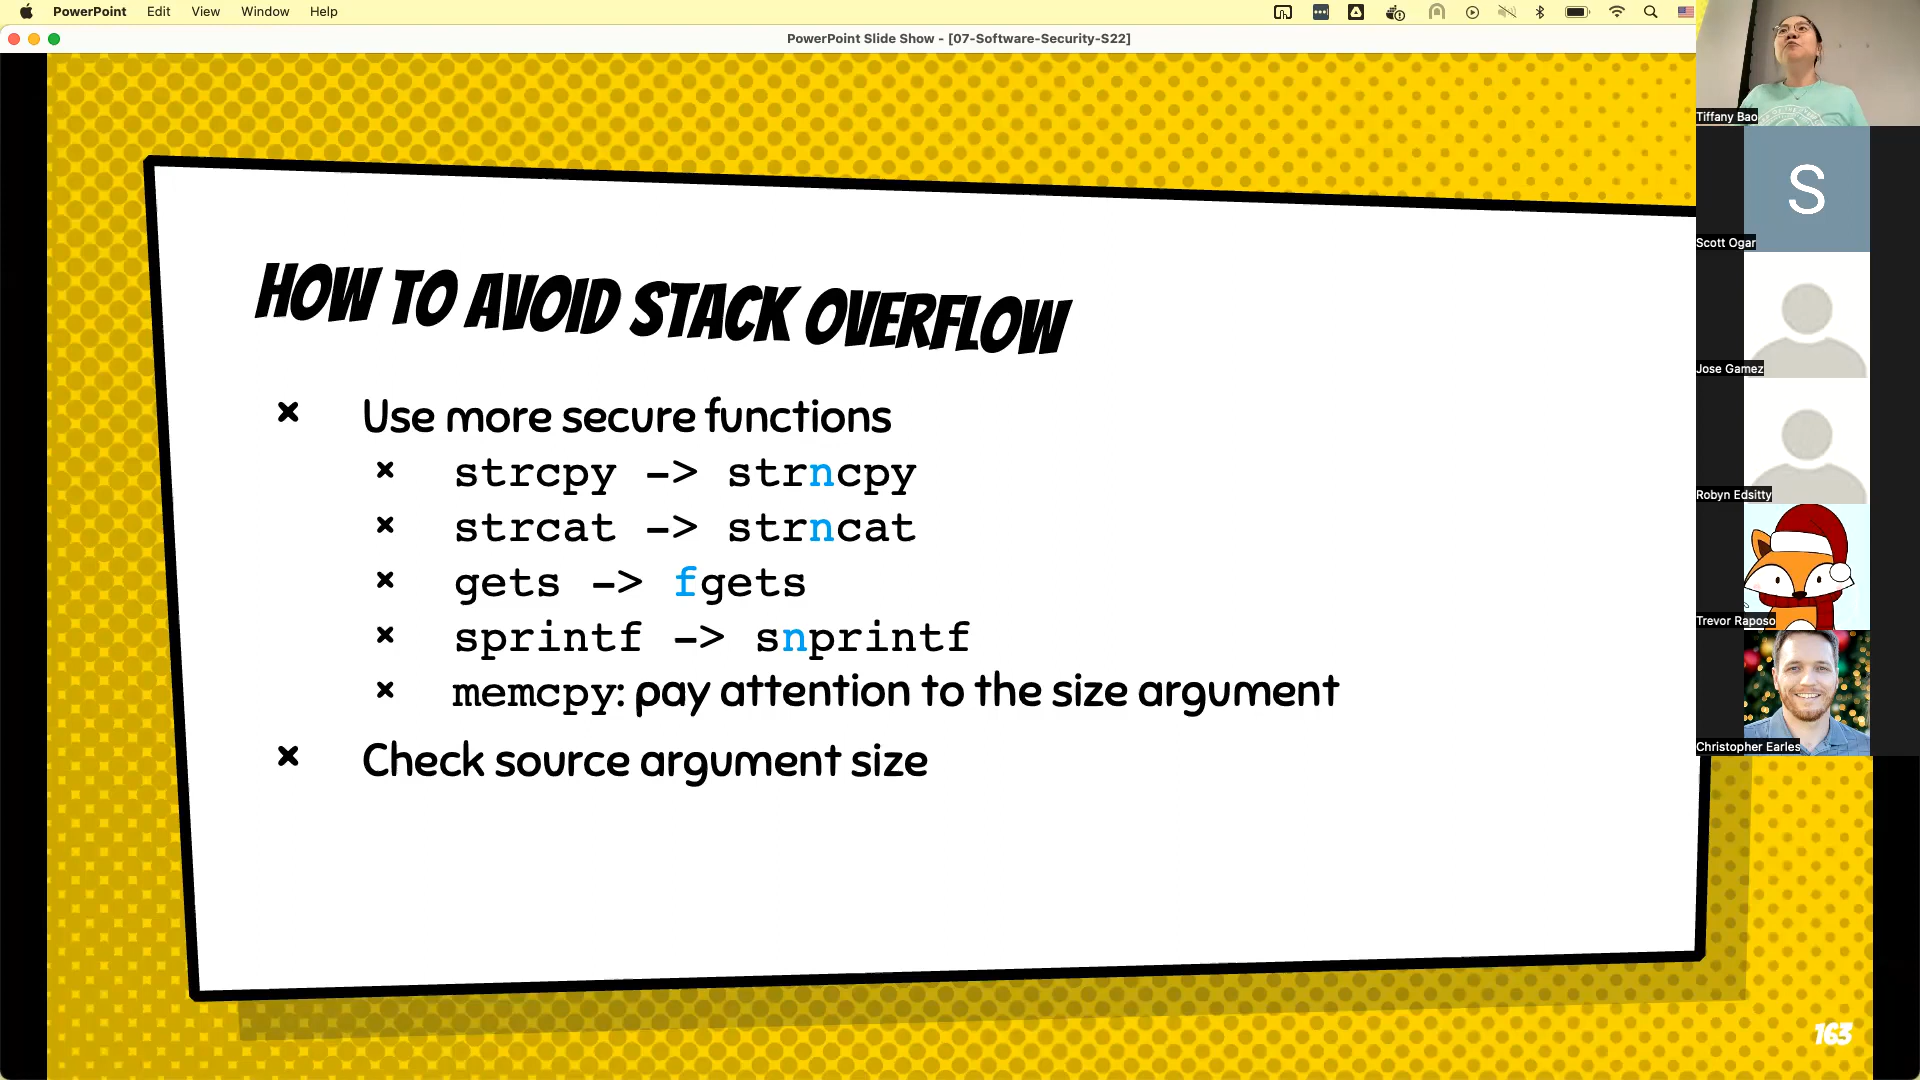 PowerPoint Edit View Window Help
PowerPoint Slide Show - [07-Software-Security-S22]
HOW TO AVOID STACK OVERFLOW
Use more secure functions
strcpy -> strncpy
strcat -> strncat
gets -> fgets
sprintf -> snprintf
memcpy: pay attention to the size argument
Check source argument size
163
Tiffany Bao
S
Scott Ogar
Jose Gamez
Robyn Edsitty
Trevor Raposo
Christopher Earles